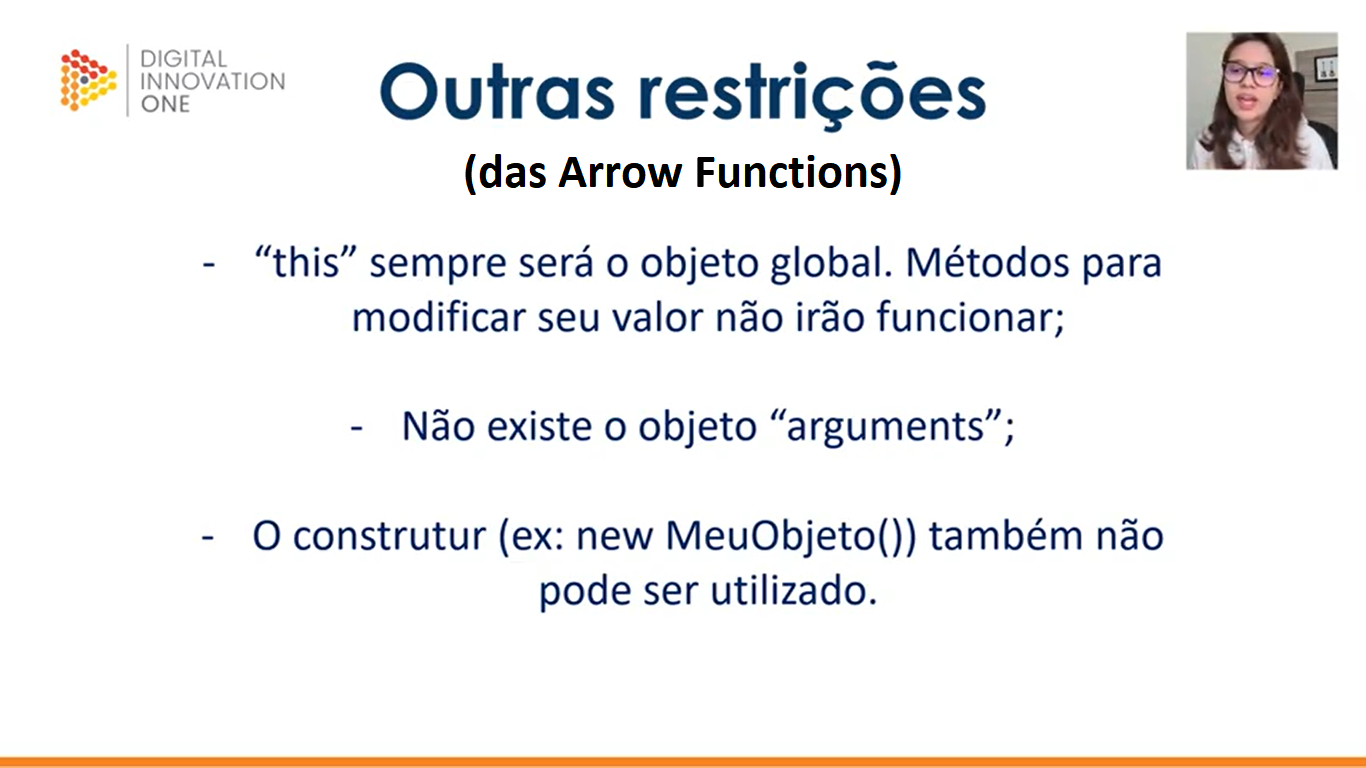 DIGITAL
INNOVATION
ONE
Outras restrições
(das Arrow Functions)
- “this” sempre será o objeto global. Métodos para
modificar seu valor não irão funcionar;
- Não existe o objeto “arguments”;
- O construtur (ex: new MeuObjeto()) também não
pode ser utilizado.